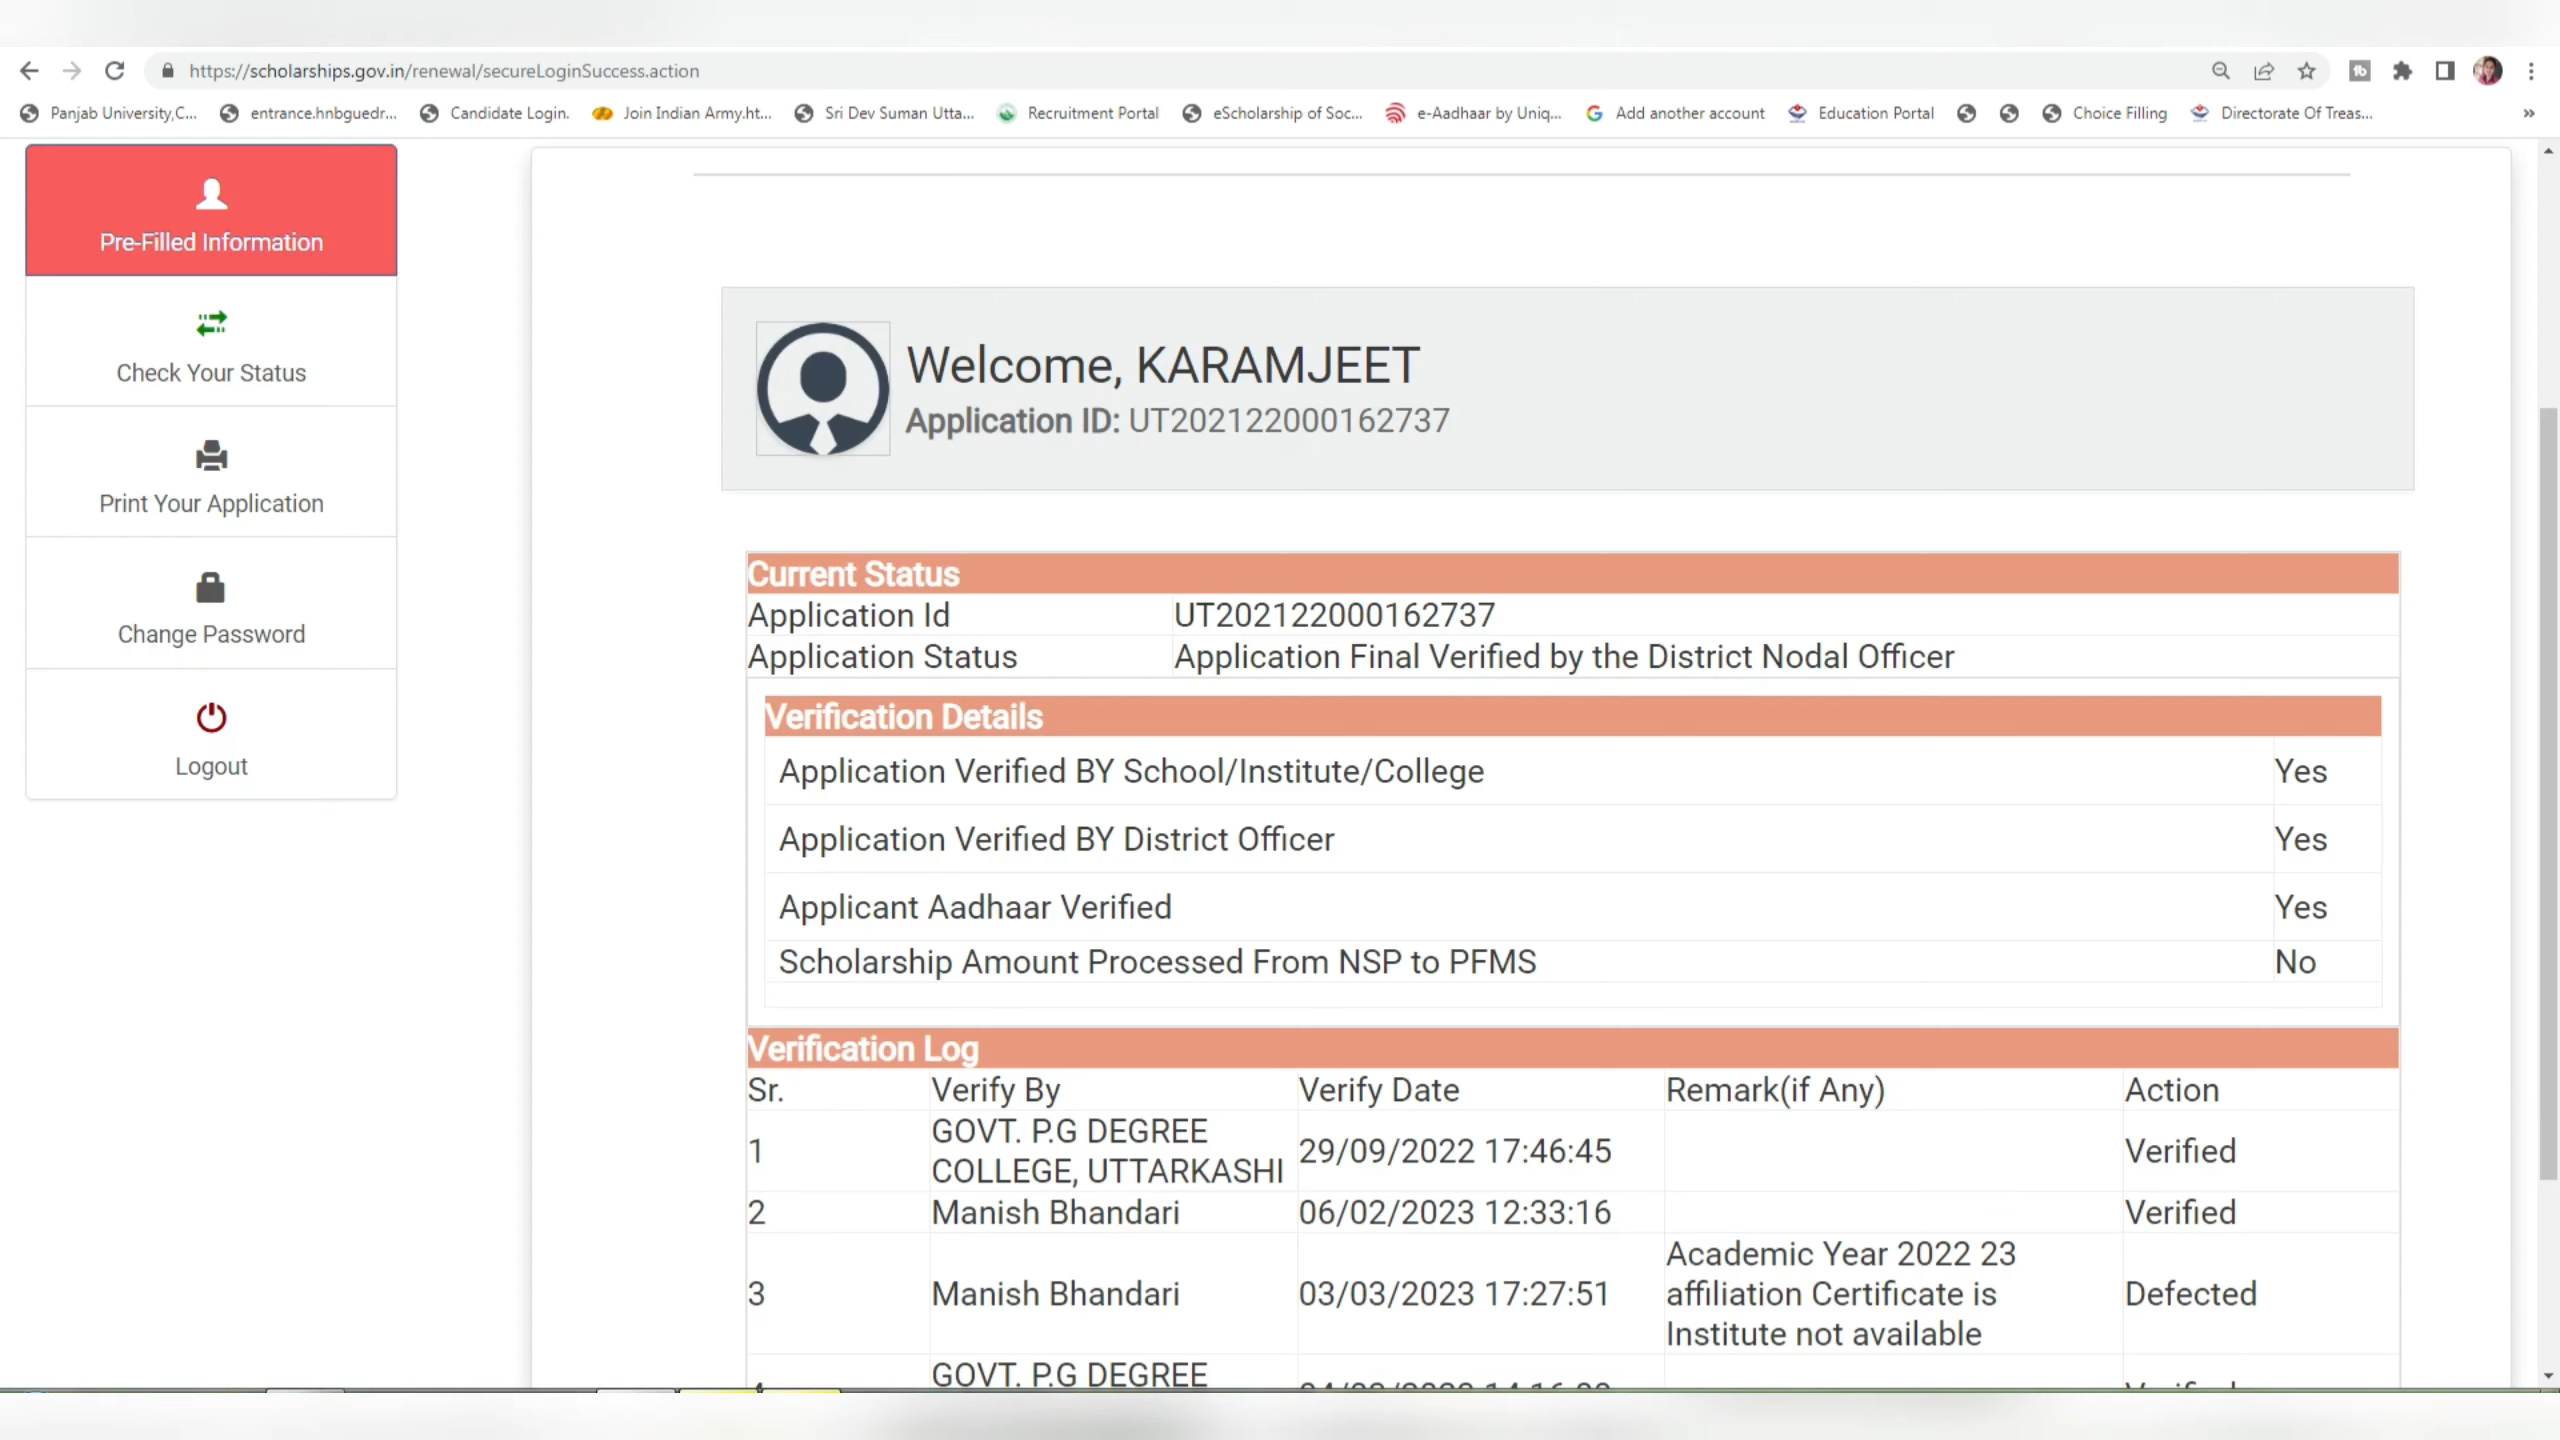 https://scholarships.gov.in/renewal/secureLoginSuccess.action
Panjab University,C... entrance.hnbguedr... Candidate Login. Join Indian Army.ht... Sri Dev Suman Utta... Recruitment Portal eScholarship of Soc... e-Aadhaar by Uniq... Add another account Education Portal Choice Filling Directorate Of Treas... »
Pre-Filled Information
Check Your Status
Print Your Application
Change Password
Logout
Welcome, KARAMJEET
Application ID: UT202122000162737
Current Status
Application Id UT202122000162737
Application Status Application Final Verified by the District Nodal Officer
Verification Details
Application Verified BY School/Institute/College Yes
Application Verified BY District Officer Yes
Applicant Aadhaar Verified Yes
Scholarship Amount Processed From NSP to PFMS No
Verification Log
Sr. Verify By Verify Date Remark(if Any) Action
1 GOVT. P.G DEGREE
COLLEGE, UTTARKASHI 29/09/2022 17:46:45 Verified
2 Manish Bhandari 06/02/2023 12:33:16 Verified
3 Manish Bhandari 03/03/2023 17:27:51 Academic Year 2022 23
affiliation Certificate is
Institute not available Defected
GOVT. P.G DEGREE